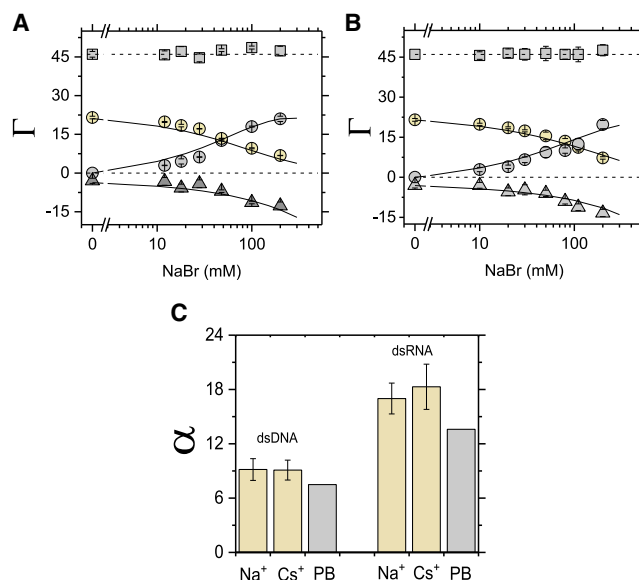 A
B
Γ
45
30
15
0
-15
0
10
100
NaBr (mM)
Γ
45
30
15
0
-15
0
10
100
NaBr (mM)
C
α
24
18
12
6
0
dsDNA
dsRNA
Na⁺ Cs⁺ PB Na⁺ Cs⁺ PB